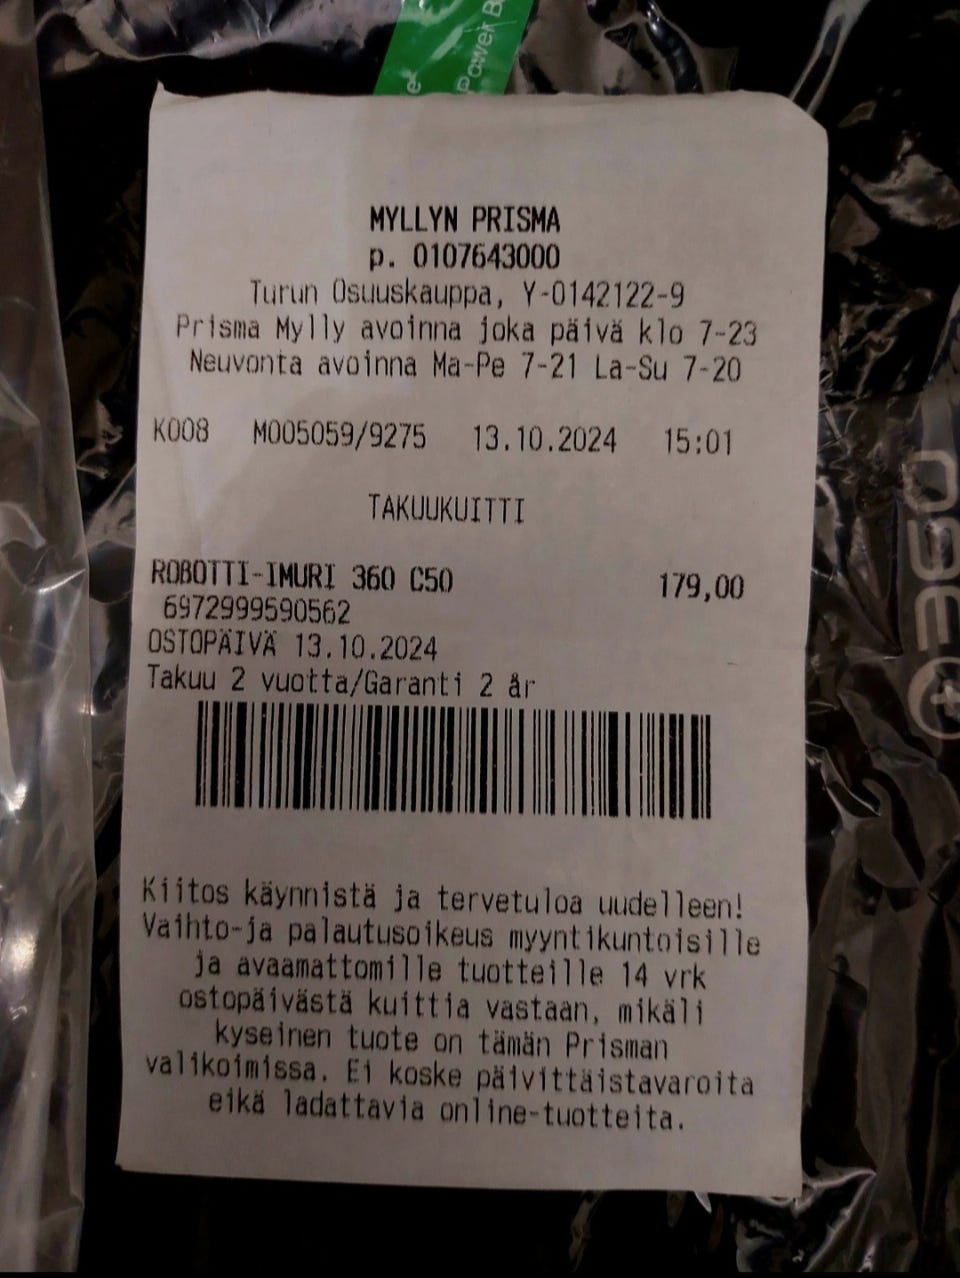 Power B
MYLLYN PRISMA
p. 0107643000
Turun Osuuskauppa, Y-0142122-9
Prisma Mylly avoinna joka päivä klo 7-23
Neuvonta avoinna Ma-Pe 7-21 La-Su 7-20
K008 M005059/9275 13.10.2024 15:01
TAKUUKUITTI
ROBOTTI-IMURI 360 C50 179,00
6972999590562
OSTOPÄIVÄ 13.10.2024
Takuu 2 vuotta/Garanti 2 år
Kiitos käynnistä ja tervetuloa uudelleen!
Vaihto-ja palautusoikeus myyntikuntoisille
ja avaamattomille tuotteille 14 vrk
ostopäivästä kuittia vastaan, mikäli
kyseinen tuote on tämän Prisman
valikoimissa. Ei koske päivittäistavaroita
eikä ladattavia online-tuotteita.
360